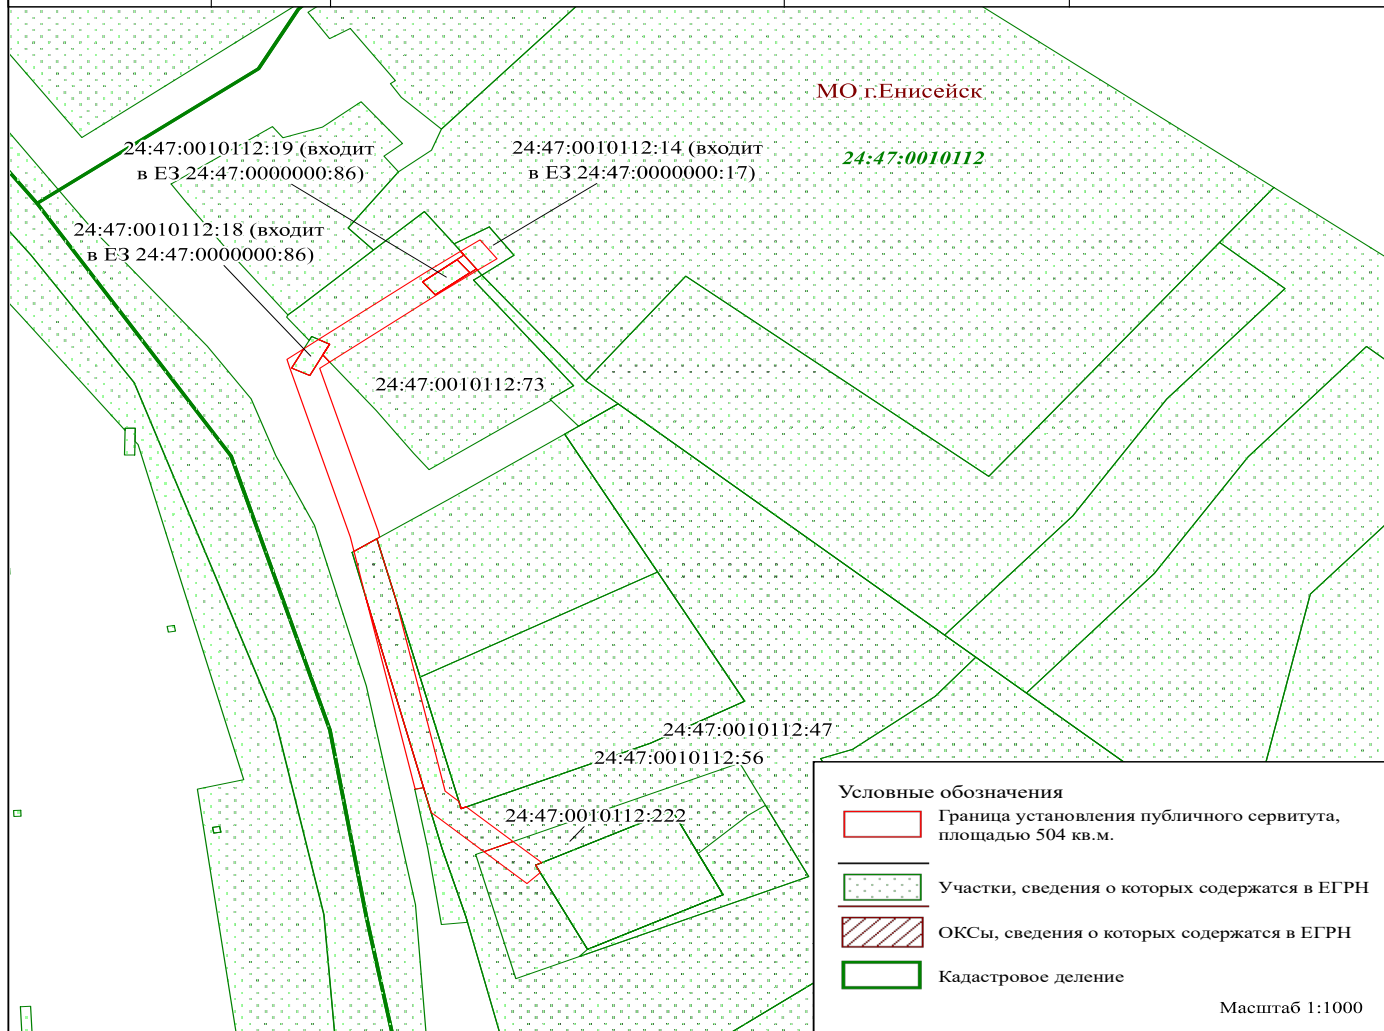 МО г.Енисейск
24:47:0010112
24:47:0010112:19 (входит
в ЕЗ 24:47:0000000:86)
24:47:0010112:14 (входит
в ЕЗ 24:47:0000000:17)
24:47:0010112:18 (входит
в ЕЗ 24:47:0000000:86)
24:47:0010112:73
24:47:0010112:47
24:47:0010112:56
24:47:0010112:222
Условные обозначения
Граница установления публичного сервитута,
площадью 504 кв.м.
Участки, сведения о которых содержатся в ЕГРН
ОКСы, сведения о которых содержатся в ЕГРН
Кадастровое деление
Масштаб 1:1000